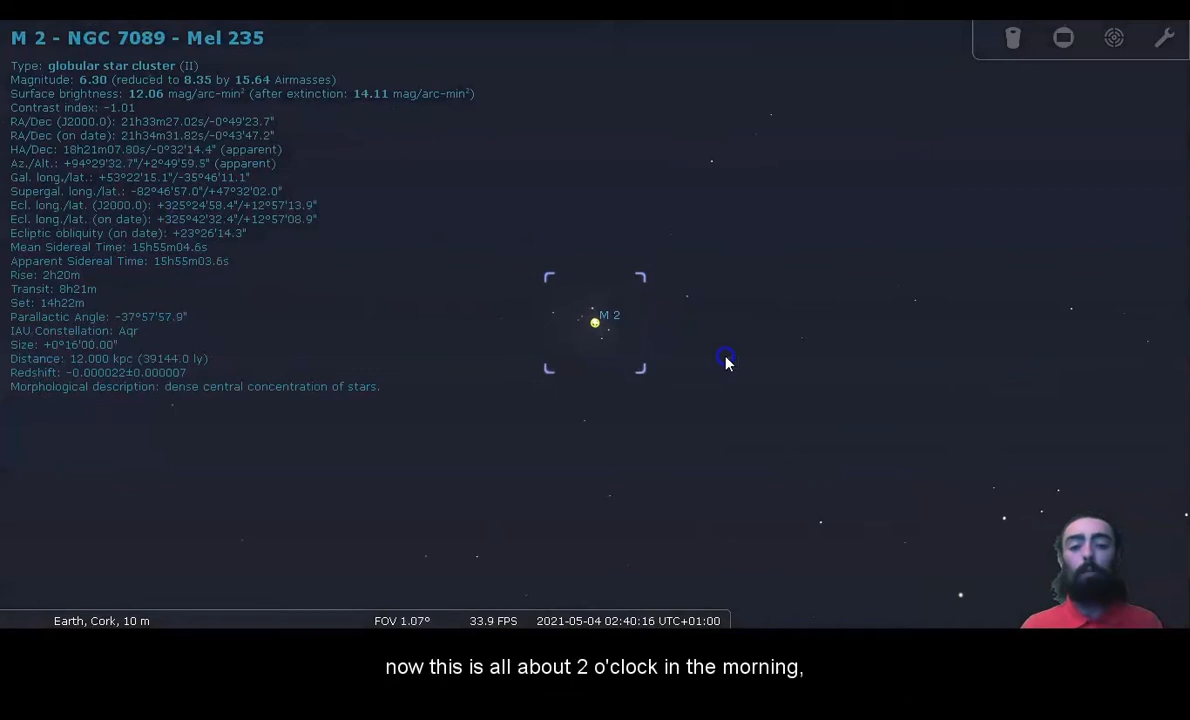 M 2 - NGC 7089 - Mel 235
Type: globular star cluster (II)
Magnitude: 6.30 (reduced to 8.35 by 15.64 Airmasses)
Surface brightness: 12.06 mag/arc-min² (after extinction: 14.11 mag/arc-min²)
Contrast index: -1.01
RA/Dec (J2000.0): 21h33m27.02s/-0°49'23.7"
RA/Dec (on date): 21h34m31.82s/-0°43'47.2"
HA/Dec: 18h21m07.80s/-0°32'14.4" (apparent)
Az./Alt.: +94°29'32.7"/+2°49'59.5" (apparent)
Gal. long./lat.: +53°22'15.1"/-35°46'11.1"
Supergal. long./lat.: -82°46'57.0"/+47°32'02.0"
Ecl. long./lat. (J2000.0): +325°24'58.4"/+12°57'13.9"
Ecl. long./lat. (on date): +325°42'32.4"/+12°57'08.9"
Ecliptic obliquity (on date): +23°26'14.3"
Mean Sidereal Time: 15h55m04.6s
Apparent Sidereal Time: 15h55m03.6s
Rise: 2h20m
Transit: 8h21m
Set: 14h22m
Parallactic Angle: -37°57'57.9"
IAU Constellation: Aqr
Size: +0°16'00.00"
Distance: 12.000 kpc (39144.0 ly)
Redshift: -0.000022±0.000007
Morphological description: dense central concentration of stars.
M 2
Earth, Cork, 10 m FOV 1.07° 33.9 FPS 2021-05-04 02:40:16 UTC+01:00
now this is all about 2 o'clock in the morning,